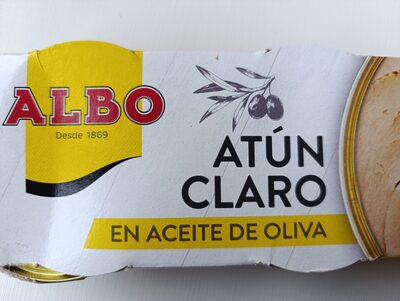 ALBO
Desde 1869
ATÚN
CLARO
EN ACEITE DE OLIVA